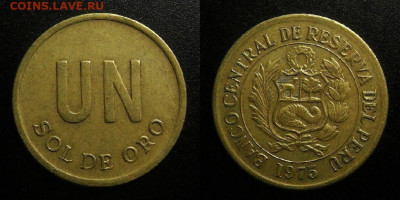 COINS.LAVE.RU
UN
SOL DE ORO
BANCO CENTRAL DE RESERVA DEL PERU
1975